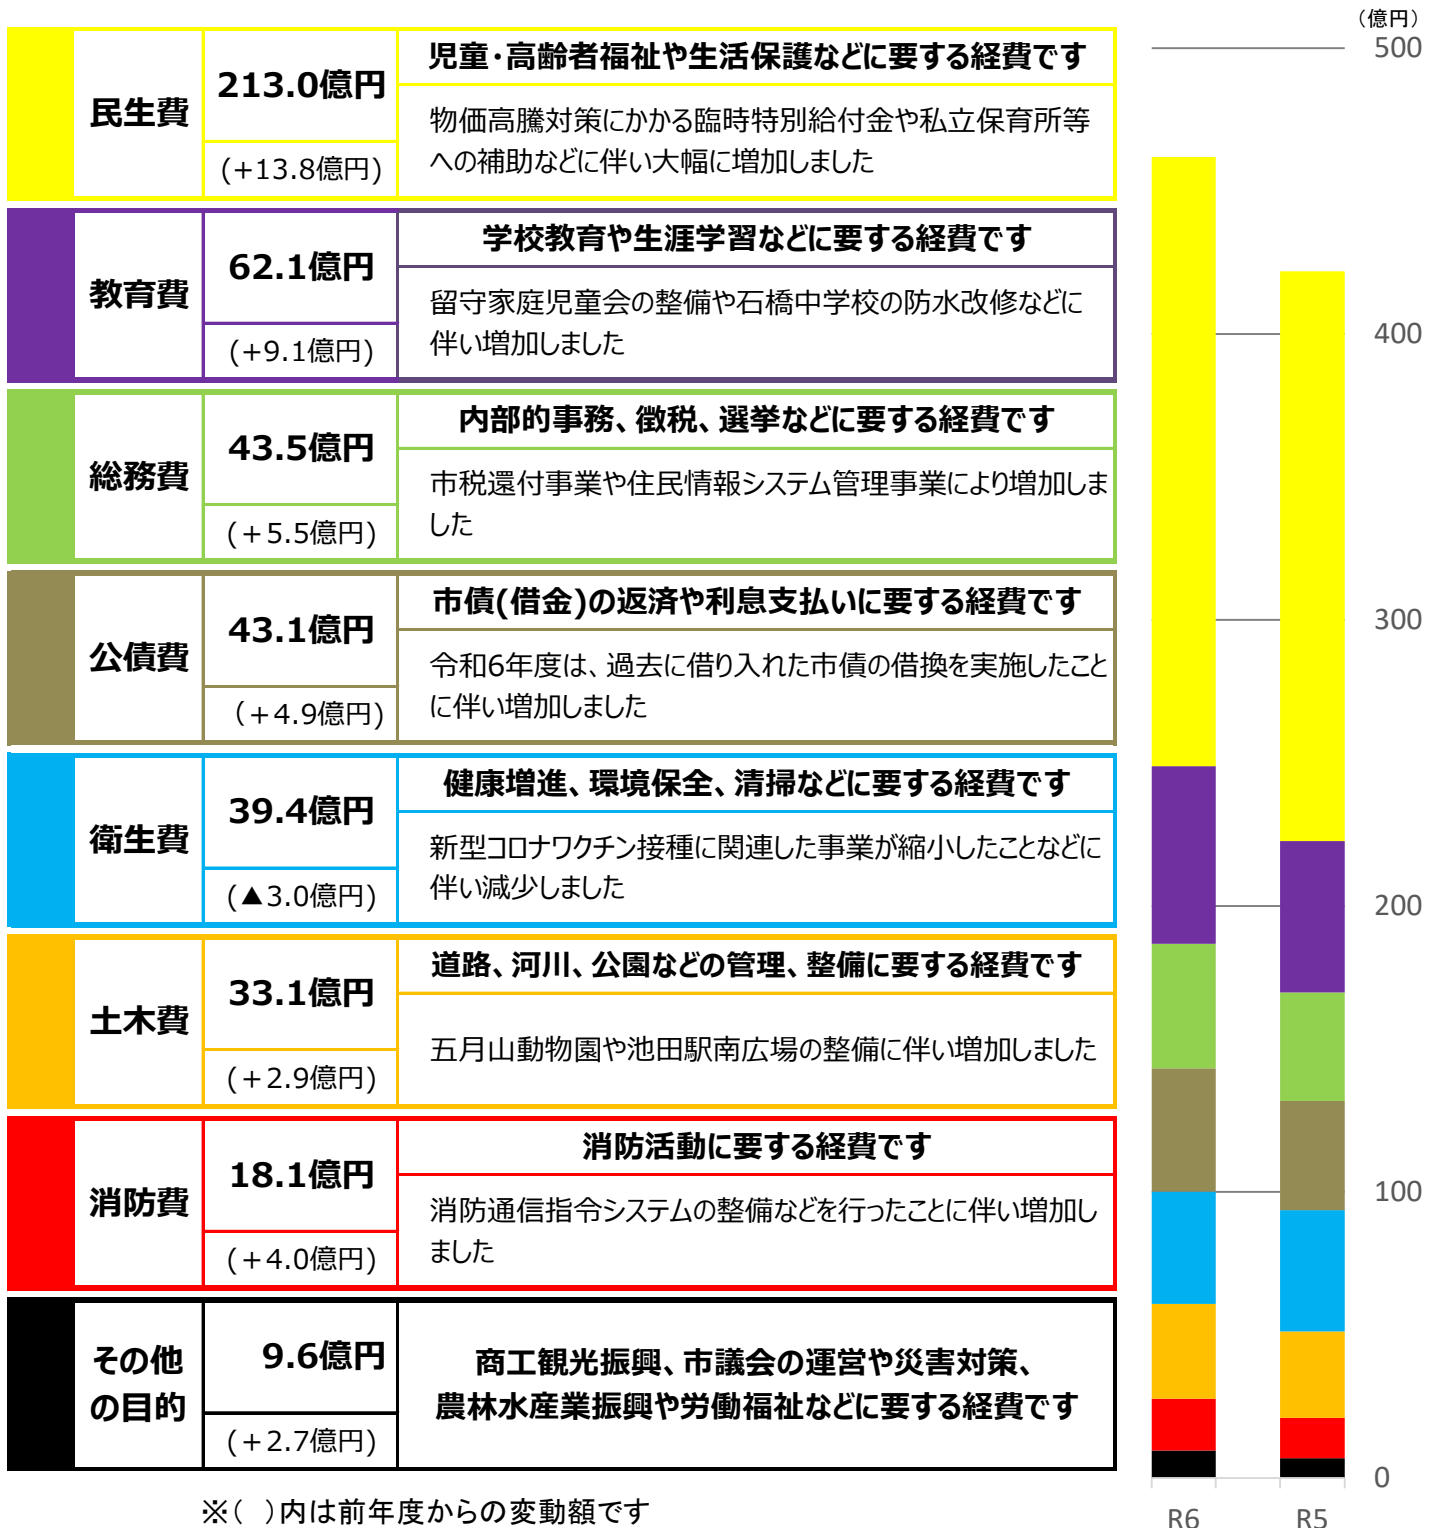 （億円）
民生費
213.0億円
(+13.8億円)
児童・高齢者福祉や生活保護などに要する経費です
物価高騰対策にかかる臨時特別給付金や私立保育所等
への補助などに伴い大幅に増加しました
教育費
62.1億円
(+9.1億円)
学校教育や生涯学習などに要する経費です
留守家庭児童会の整備や石橋中学校の防水改修などに
伴い増加しました
総務費
43.5億円
(＋5.5億円)
内部的事務、徴税、選挙などに要する経費です
市税還付事業や住民情報システム管理事業により増加しま
した
公債費
43.1億円
（＋4.9億円)
市債(借金)の返済や利息支払いに要する経費です
令和6年度は、過去に借り入れた市債の借換を実施したこと
に伴い増加しました
衛生費
39.4億円
(▲3.0億円)
健康増進、環境保全、清掃などに要する経費です
新型コロナワクチン接種に関連した事業が縮小したことなどに
伴い減少しました
土木費
33.1億円
(＋2.9億円)
道路、河川、公園などの管理、整備に要する経費です
五月山動物園や池田駅南広場の整備に伴い増加しました
消防費
18.1億円
(＋4.0億円)
消防活動に要する経費です
消防通信指令システムの整備などを行ったことに伴い増加し
ました
その他
の目的
9.6億円
(＋2.7億円)
商工観光振興、市議会の運営や災害対策、
農林水産業振興や労働福祉などに要する経費です
※(　)内は前年度からの変動額です
500
400
300
200
100
0
R6
R5